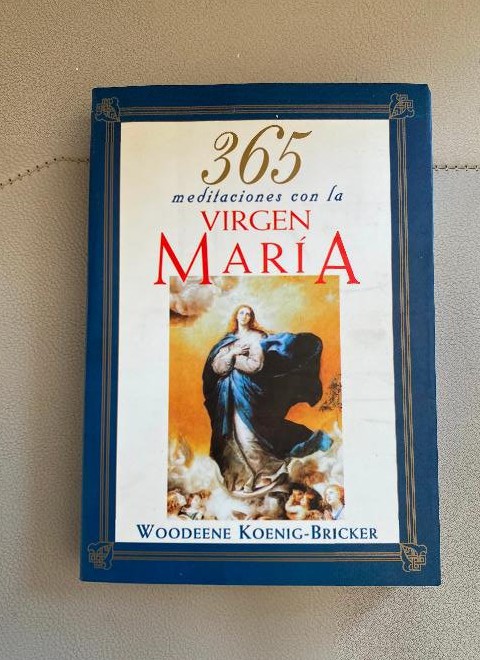 365
meditaciones con la
VIRGEN
MARÍA
WOODEENE KOENIG-BRICKER